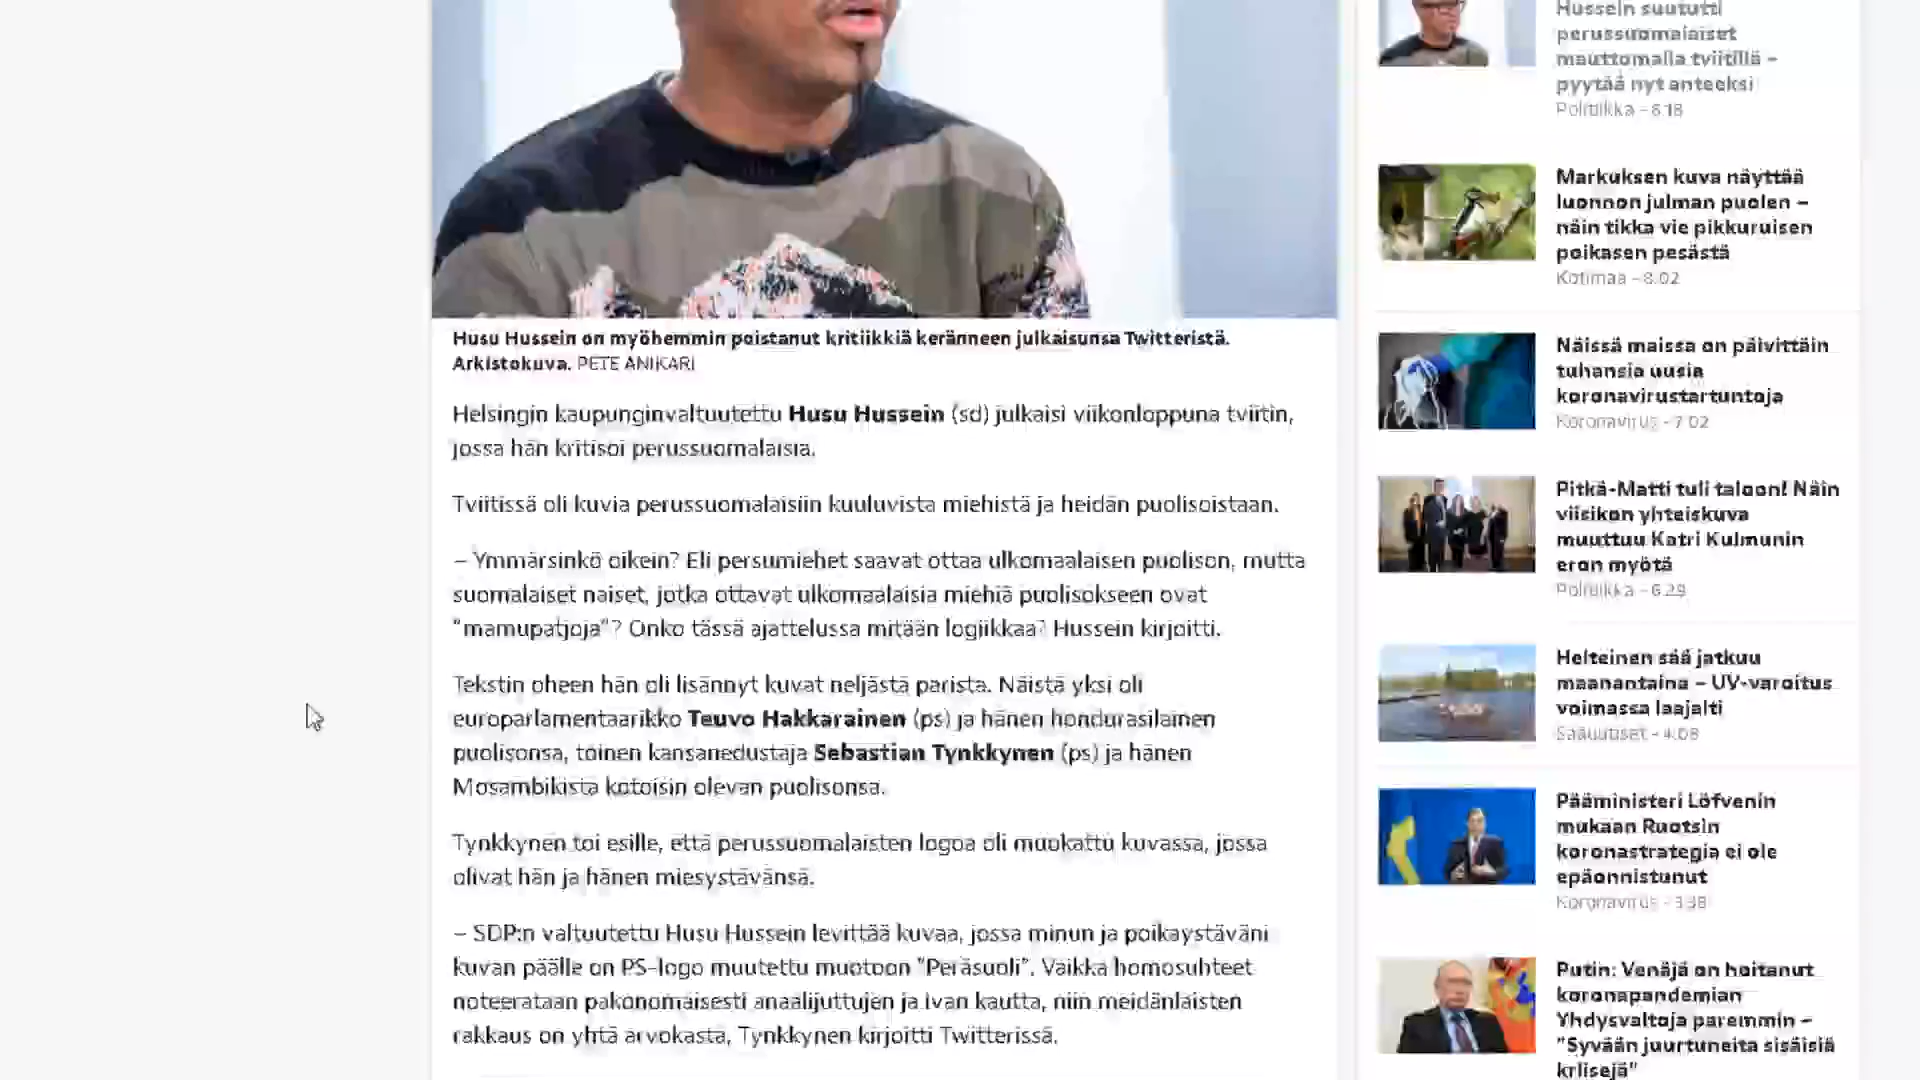 Husu Hussein on myöhemmin poistanut kritiikkiä keränneen julkaisunsa Twitteristä.
Arkistokuva. PETE ANIKARI
Helsingin kaupunginvaltuutettu Husu Hussein (sd) julkaisi viikonloppuna tviitin,
jossa hän kritisoi perussuomalaisia.
Tviitissä oli kuvia perussuomalaisiin kuuluvista miehistä ja heidän puolisoistaan.
– Ymmärsinkö oikein? Eli persumiehet saavat ottaa ulkomaalaisen puolison, mutta
suomalaiset naiset, jotka ottavat ulkomaalaisia miehiä puolisokseen ovat
"mamupatjoja"? Onko tässä ajattelussa mitään logiikkaa? Hussein kirjoitti.
Tekstin oheen hän oli lisännyt kuvat neljästä parista. Näistä yksi oli
europarlamentaarikko Teuvo Hakkarainen (ps) ja hänen hondurasilainen
puolisonsa, toinen kansanedustaja Sebastian Tynkkynen (ps) ja hänen
Mosambikista kotoisin olevan puolisonsa.
Tynkkynen toi esille, että perussuomalaisten logoa oli muokattu kuvassa, jossa
olivat hän ja hänen miesystävänsä.
– SDP:n valtuutettu Husu Hussein levittää kuvaa, jossa minun ja poikaystäväni
kuvan päälle on PS-logo muutettu muotoon "Peräsuoli". Vaikka homosuhteet
noteerataan pakonomaisesti anaalijuttujen ja ivan kautta, niin meidänlaisten
rakkaus on yhtä arvokasta, Tynkkynen kirjoitti Twitterissä.
Hussein suututti
perussuomalaiset
mauttomalla tviitillä –
pyytää nyt anteeksi
Politiikka - 8.18
Markuksen kuva näyttää
luonnon julman puolen –
näin tikka vie pikkuruisen
poikasen pesästä
Kotimaa - 8.02
Näissä maissa on päivittäin
tuhansia uusia
koronavirustartuntoja
Koronavirus - 7.02
Pitkä-Matti tuli taloon! Näin
viisikon yhteiskuva
muuttuu Katri Kulmunin
eron myötä
Politiikka - 6.29
Helteinen sää jatkuu
maanantaina – UV-varoitus
voimassa laajalti
Sääuutiset - 4.08
Pääministeri Löfvenin
mukaan Ruotsin
koronastrategia ei ole
epäonnistunut
Koronavirus - 3.38
Putin: Venäjä on hoitanut
koronapandemian
Yhdysvaltoja paremmin –
"Syvään juurtuneita sisäisiä
kriisejä"